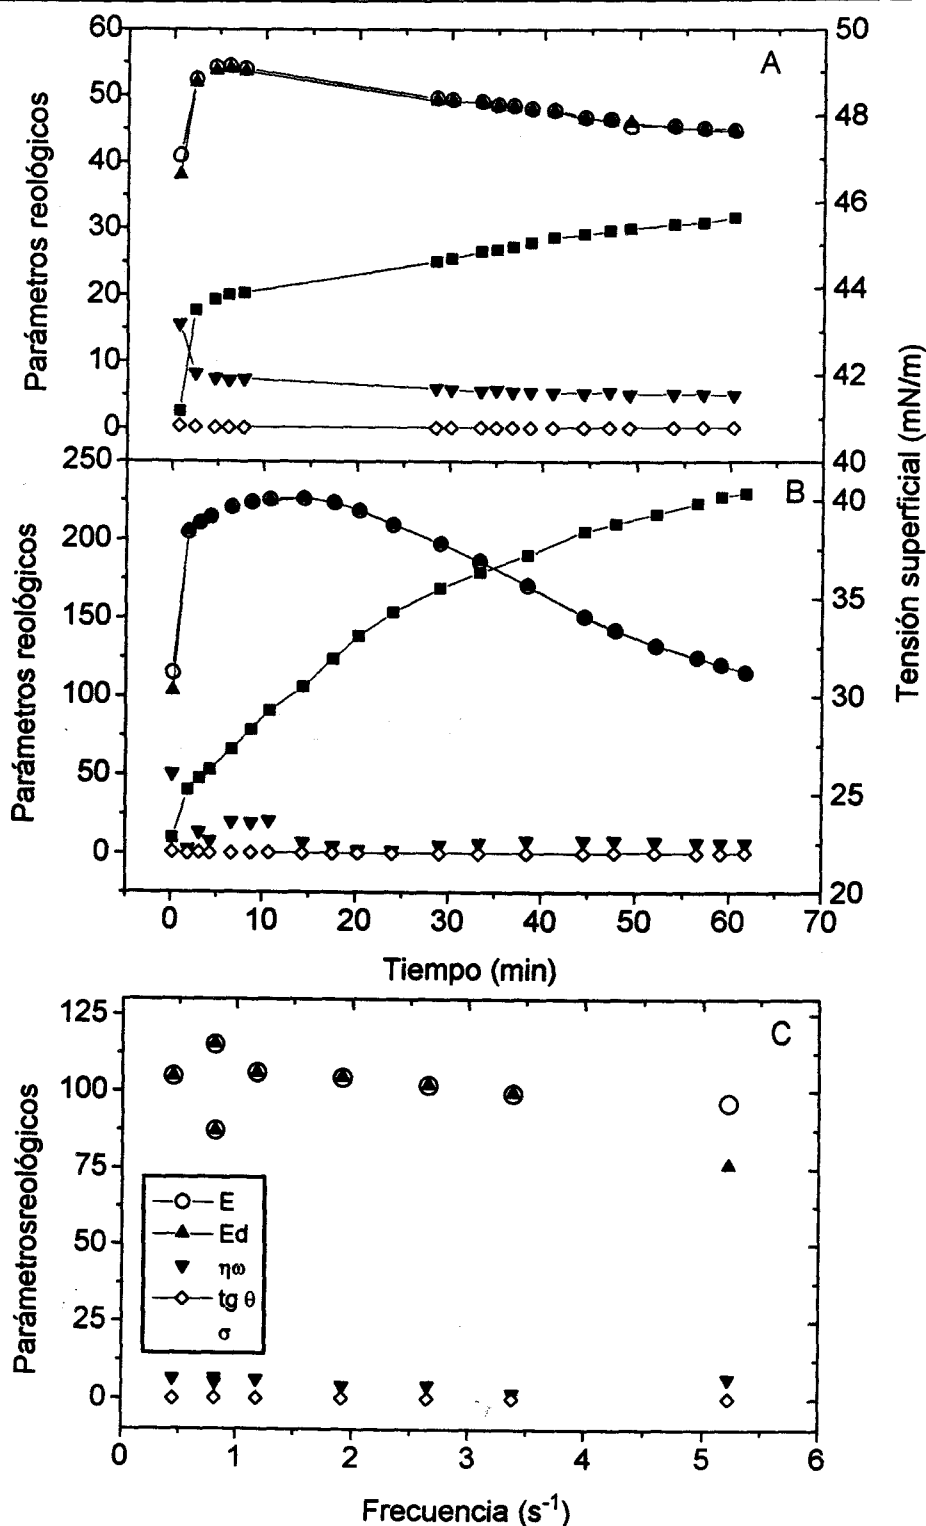 A
60
50
40
30
20
10
0
Parámetros reológicos
50
48
46
44
42
40
Tensión superficial (mN/m)
B
250
200
150
100
50
0
Parámetros reológicos
40
35
30
25
20
0 10 20 30 40 50 60 70
Tiempo (min)
C
125
100
75
50
25
0
Parámetrosreológicos
E
Ed
ηω
tg θ
σ
0 1 2 3 4 5 6
Frecuencia (s-1)